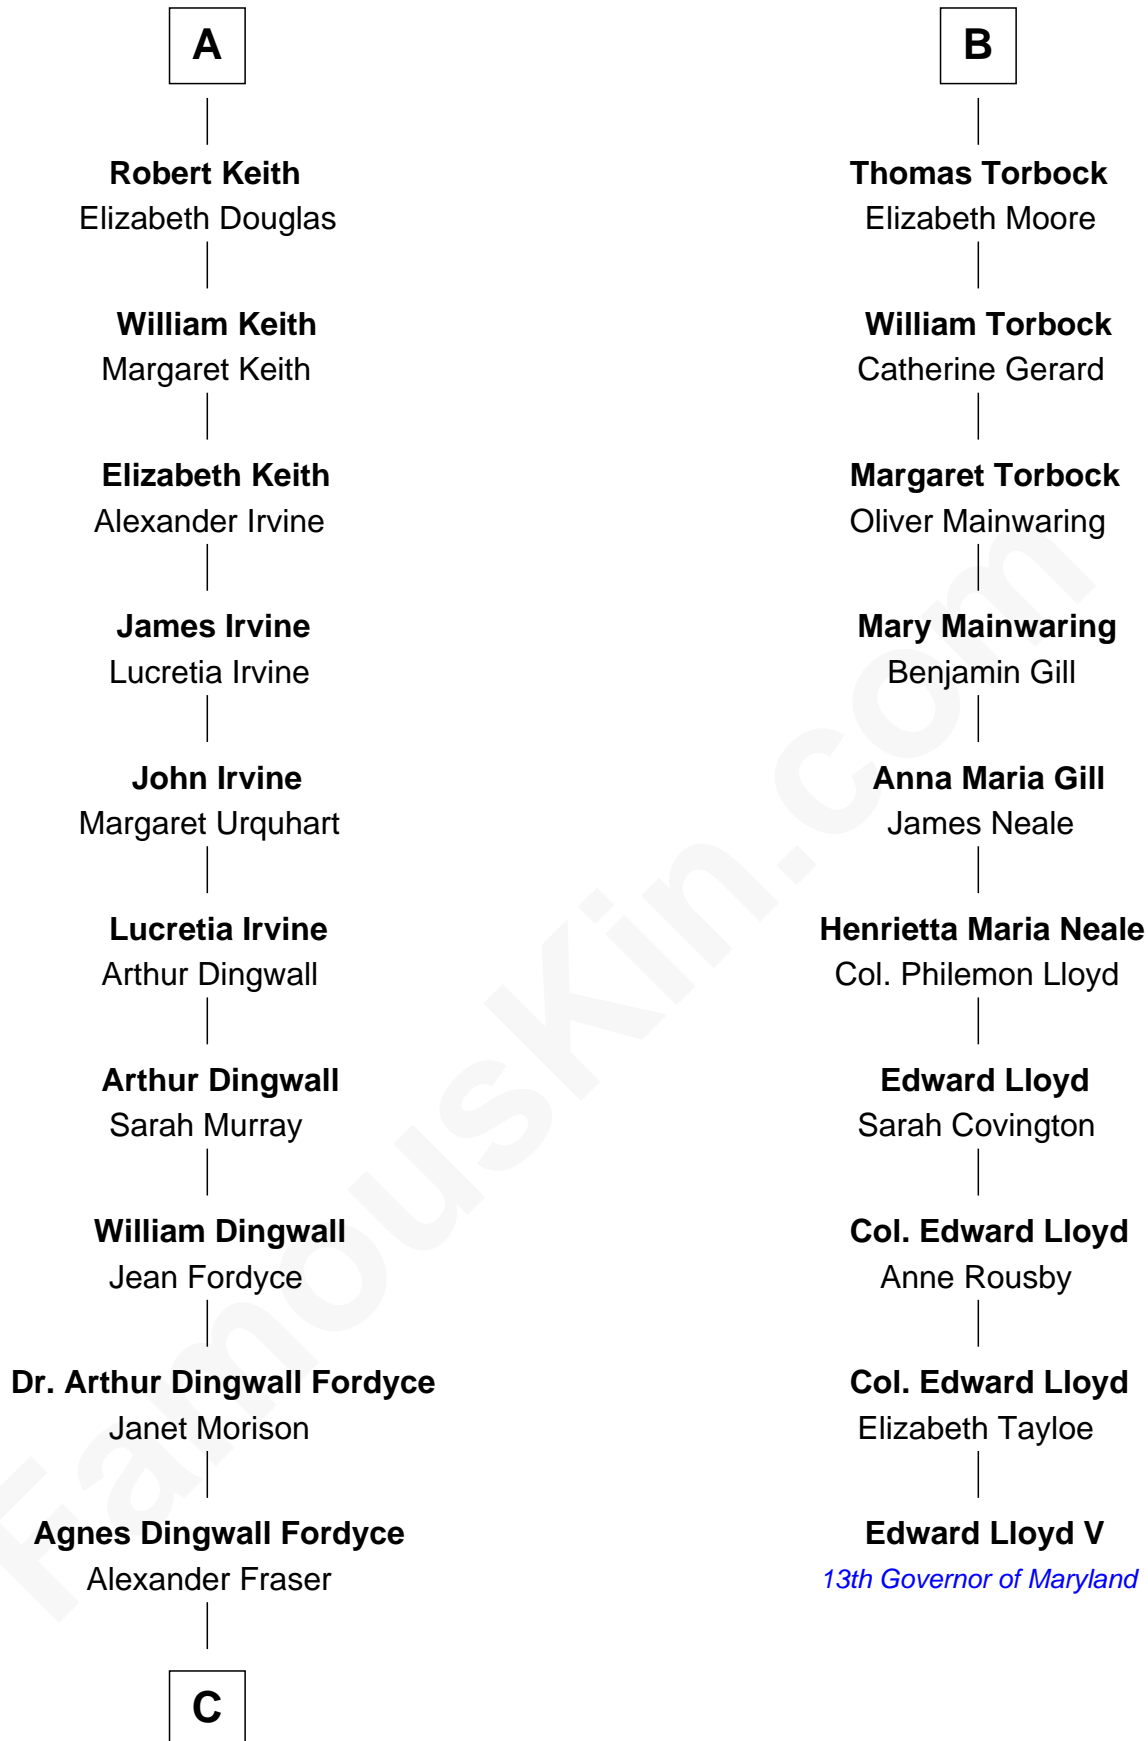 A
Robert Keith
Elizabeth Douglas
William Keith
Margaret Keith
Elizabeth Keith
Alexander Irvine
James Irvine
Lucretia Irvine
John Irvine
Margaret Urquhart
Lucretia Irvine
Arthur Dingwall
Arthur Dingwall
Sarah Murray
William Dingwall
Jean Fordyce
Dr. Arthur Dingwall Fordyce
Janet Morison
Agnes Dingwall Fordyce
Alexander Fraser
C
B
Thomas Torbock
Elizabeth Moore
William Torbock
Catherine Gerard
Margaret Torbock
Oliver Mainwaring
Mary Mainwaring
Benjamin Gill
Anna Maria Gill
James Neale
Henrietta Maria Neale
Col. Philemon Lloyd
Edward Lloyd
Sarah Covington
Col. Edward Lloyd
Anne Rousby
Col. Edward Lloyd
Elizabeth Tayloe
Edward Lloyd V
13th Governor of Maryland
FamousKin.com